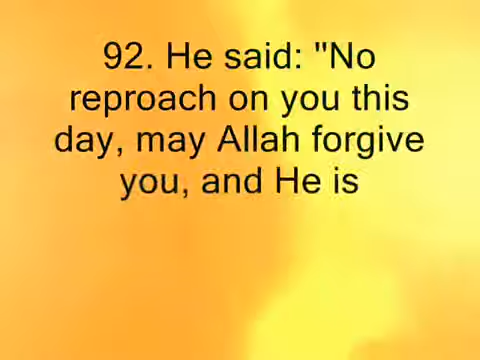 92. He said: "No
reproach on you this
day, may Allah forgive
you, and He is